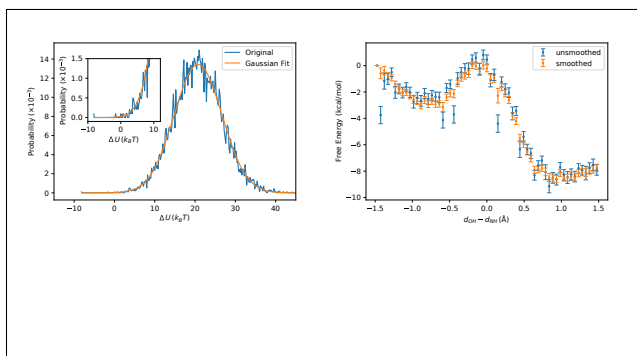 Original
Gaussian Fit
Probability (×10⁻³)
14
12
10
8
6
4
2
0
−10 0 10 20 30 40
Δ U (k_BT)
Probability (×10⁻³)
1.5
1.0
0.5
0.0
−10 0 10
Δ U (k_BT)
unsmoothed
smoothed
Free Energy (kcal/mol)
0
−2
−4
−6
−8
−10
−1.5 −1.0 −0.5 0.0 0.5 1.0 1.5
d_OH − d_NH (Å)